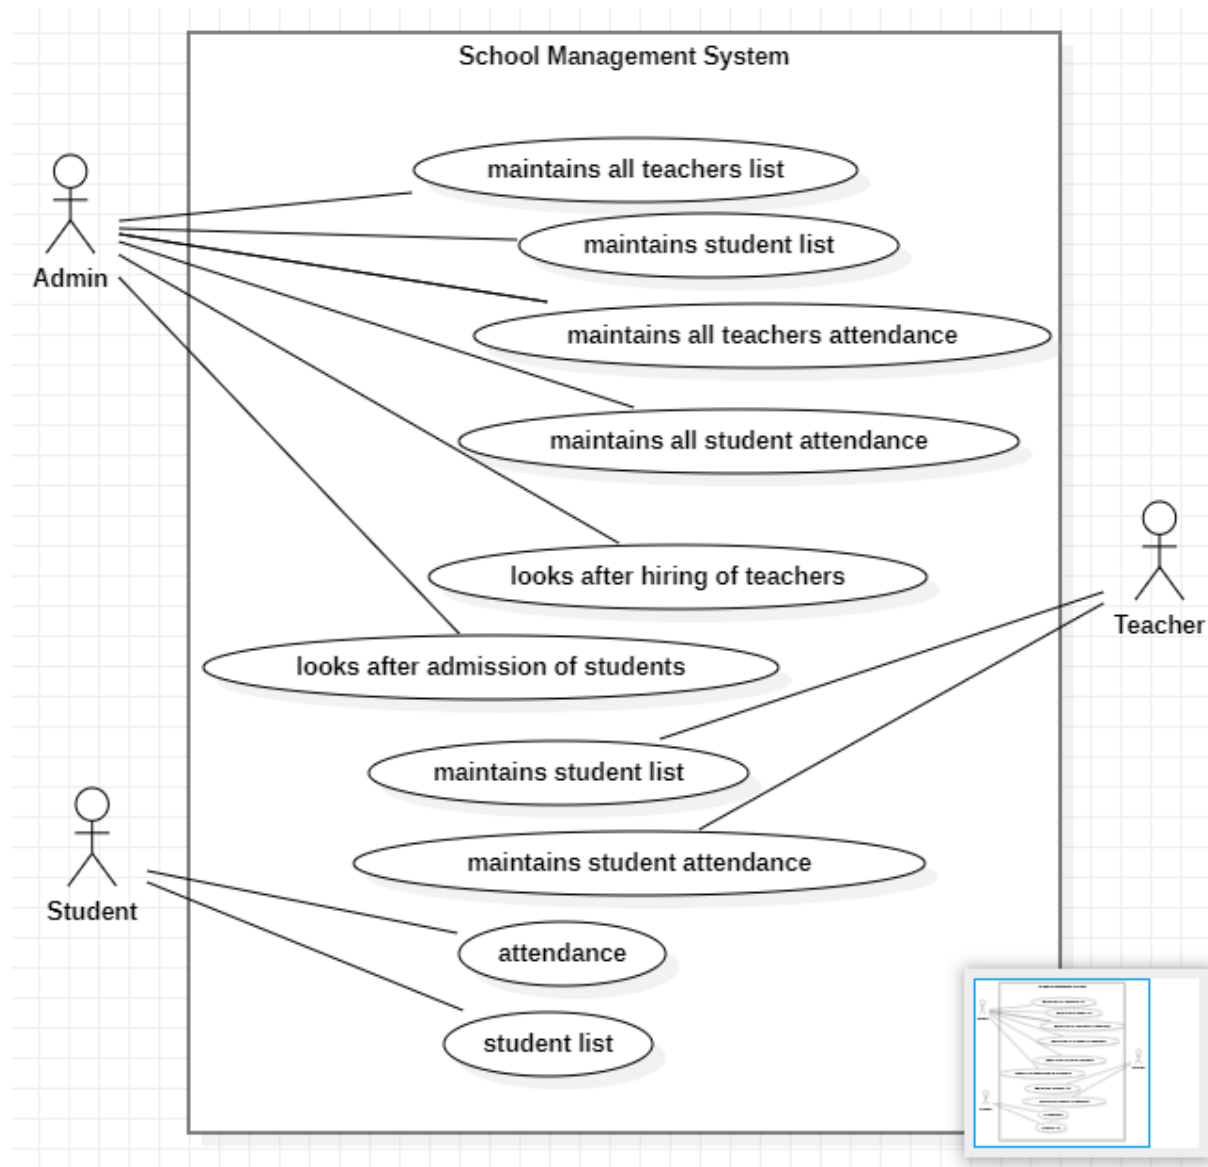 School Management System
maintains all teachers list
maintains student list
Admin
maintains all teachers attendance
maintains all student attendance
looks after hiring of teachers
Teacher
looks after admission of students
maintains student list
maintains student attendance
Student
attendance
student list